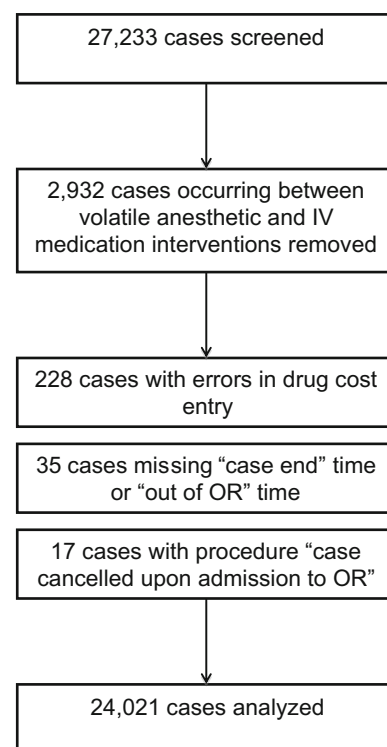 27,233 cases screened
2,932 cases occurring between
volatile anesthetic and IV
medication interventions removed
228 cases with errors in drug cost
entry
35 cases missing “case end” time
or “out of OR” time
17 cases with procedure “case
cancelled upon admission to OR”
24,021 cases analyzed